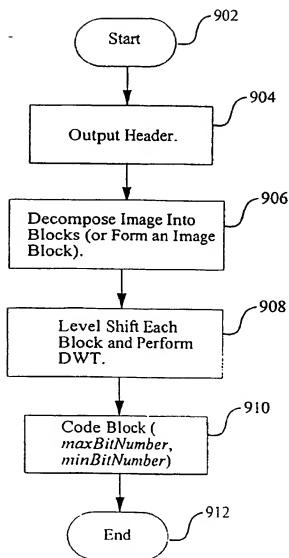 Start
902
Output Header.
904
Decompose Image Into
Blocks (or Form an Image
Block).
906
Level Shift Each
Block and Perform
DWT.
908
Code Block (
maxBitNumber,
minBitNumber)
910
End
912